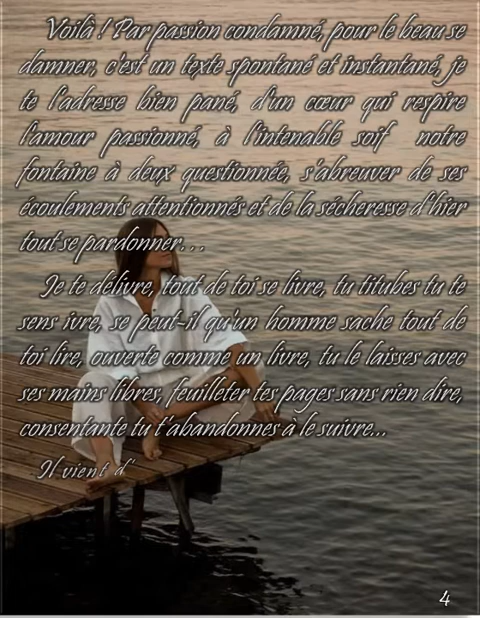 Voilà ! Par passion condamné, pour le beau se
damner, c'est un texte spontané et instantané, je
te l'adresse bien pané, d'un cœur qui respire
l'amour passionné, à l'intenable soif notre
fontaine à deux questionnée, s'abreuver de ses
écoulements attentionnés et de la sécheresse d'hier
tout se pardonner. . .
Je te délivre, tout de toi se livre, tu titubes tu te
sens ivre, se peut-il qu'un homme sache tout de
toi lire, ouverte comme un livre, tu le laisses avec
ses mains libres, feuilleter tes pages sans rien dire,
consentante tu t'abandonnes à le suivre...
Il vient d'
4